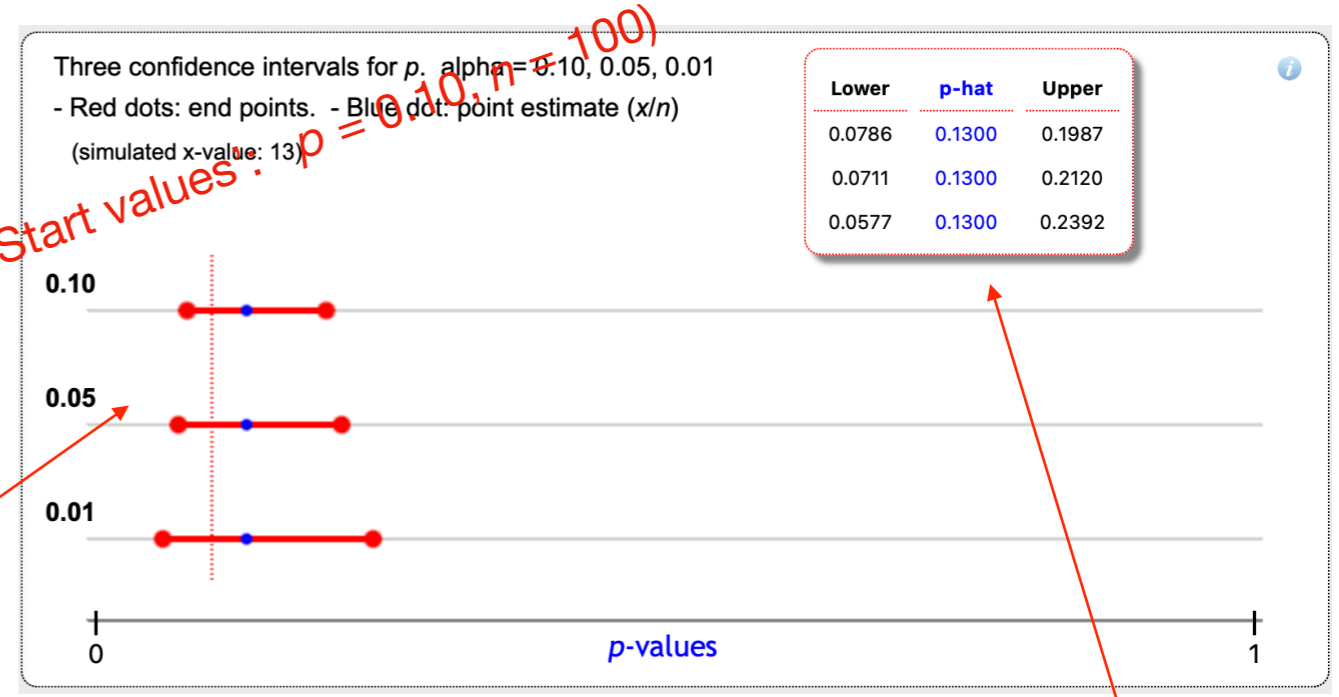 Three confidence intervals for p. alpha = 0.10, 0.05, 0.01
- Red dots: end points. - Blue dot: point estimate (x/n)
(simulated x-value: 13)
Start values': p = 0.10, n = 100)
Lower p-hat Upper
0.0786 0.1300 0.1987
0.0711 0.1300 0.2120
0.0577 0.1300 0.2392
i
0.10
0.05
0.01
0 1
p-values